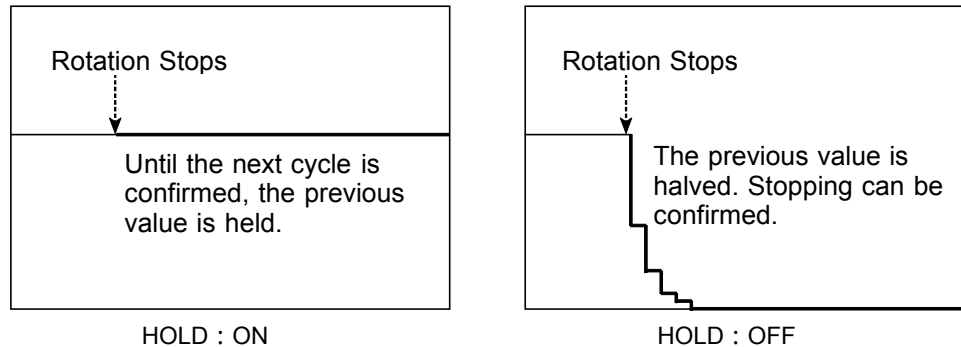 Rotation Stops
Until the next cycle is
confirmed, the previous
value is held.
HOLD : ON
Rotation Stops
The previous value is
halved. Stopping can be
confirmed.
HOLD : OFF